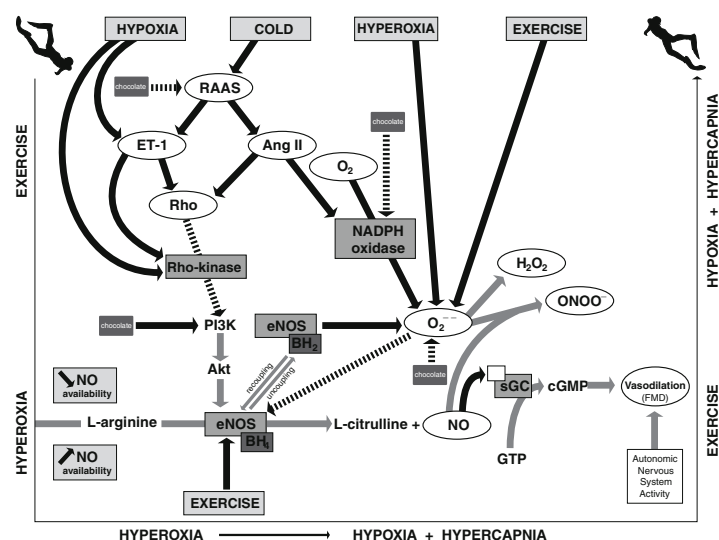 HYPOXIA
COLD
HYPEROXIA
EXERCISE
chocolate
RAAS
chocolate
ET-1
Ang II
O2
EXERCISE
HYPOXIA + HYPERCAPNIA
Rho
NADPH
oxidase
Rho-kinase
H2O2
ONOO−
chocolate
PI3K
eNOS
BH2
O2−−
Akt
recoupling
uncoupling
chocolate
NO
availability
sGC
cGMP
Vasodilation
(FMD)
HYPEROXIA
L-arginine
eNOS
BH4
L-citrulline +
NO
EXERCISE
NO
availability
GTP
Autonomic
Nervous
System
Activity
EXERCISE
HYPEROXIA
HYPOXIA + HYPERCAPNIA